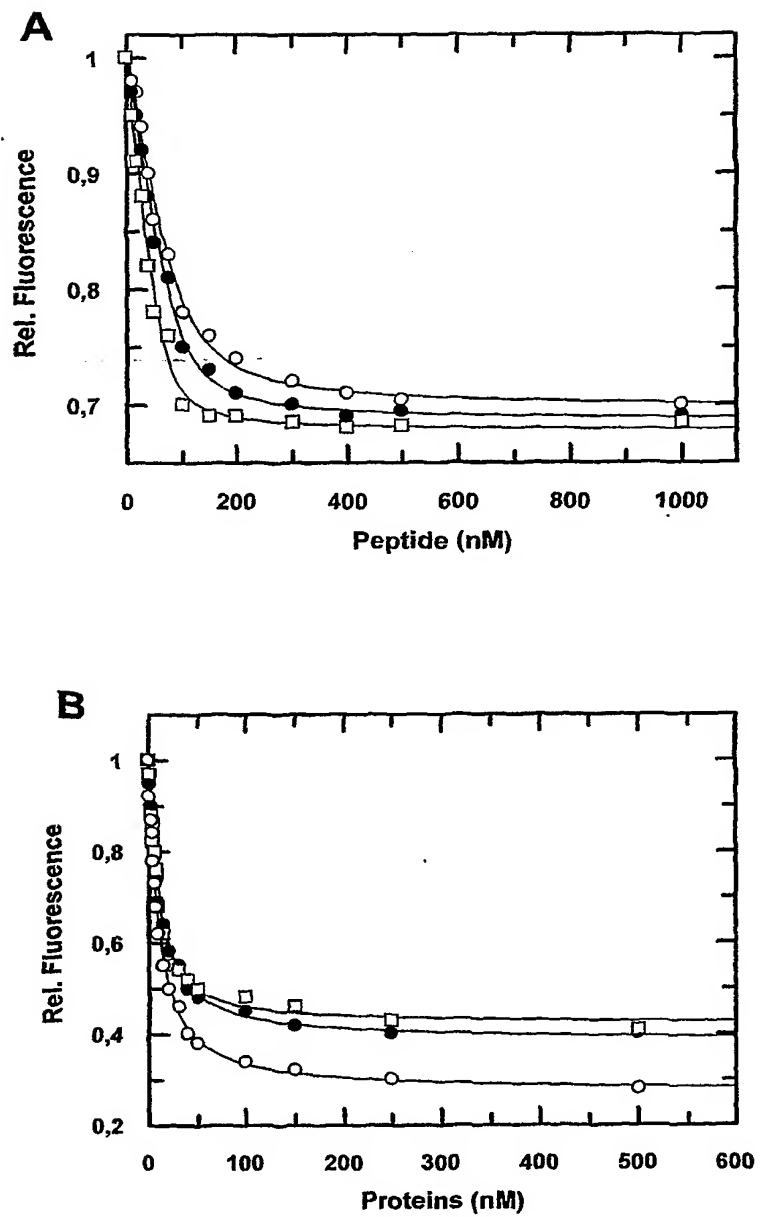 A
1
0,9
0,8
0,7
Rel. Fluorescence
0 200 400 600 800 1000
Peptide (nM)
B
1
0,8
0,6
0,4
0,2
Rel. Fluorescence
0 100 200 300 400 500 600
Proteins (nM)